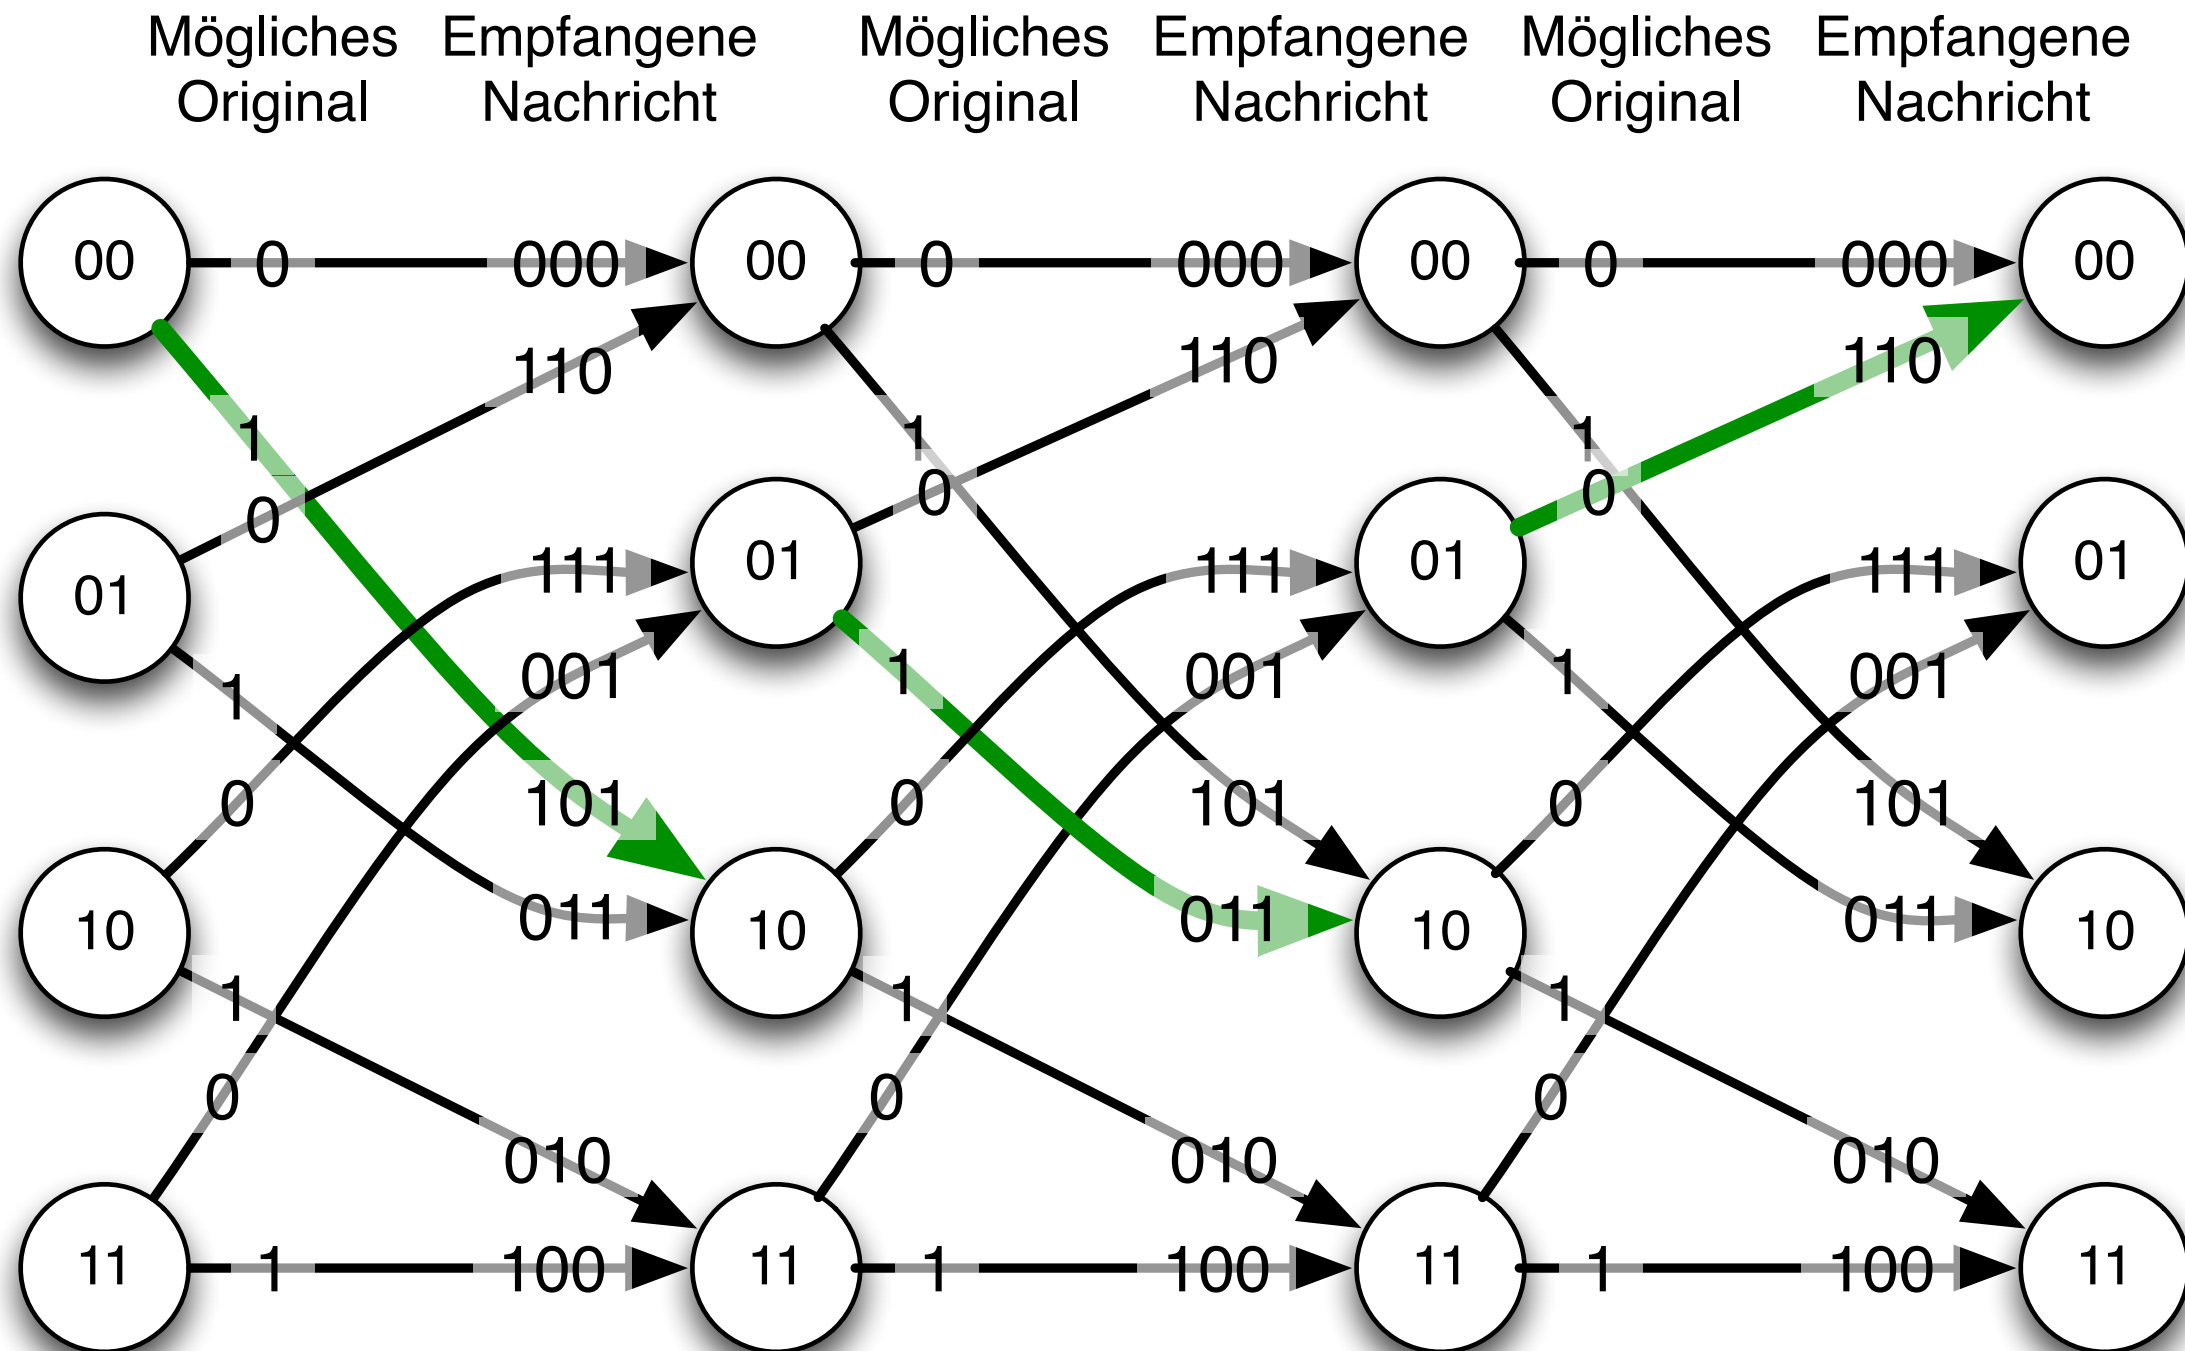 Mögliches Empfangene Mögliches Empfangene Mögliches Empfangene
Original Nachricht Original Nachricht Original Nachricht
00 0 000 00 0 000 00 0 000 00
110 110 110
1 1 1
0 0 0
01 111 01 111 01 111 01
1 001 1 001 1 001
0 101 0 101 0 101
10 011 10 011 10 011 10
1 1 1
0 0 0
010 010 010
11 1 100 11 1 100 11 1 100 11